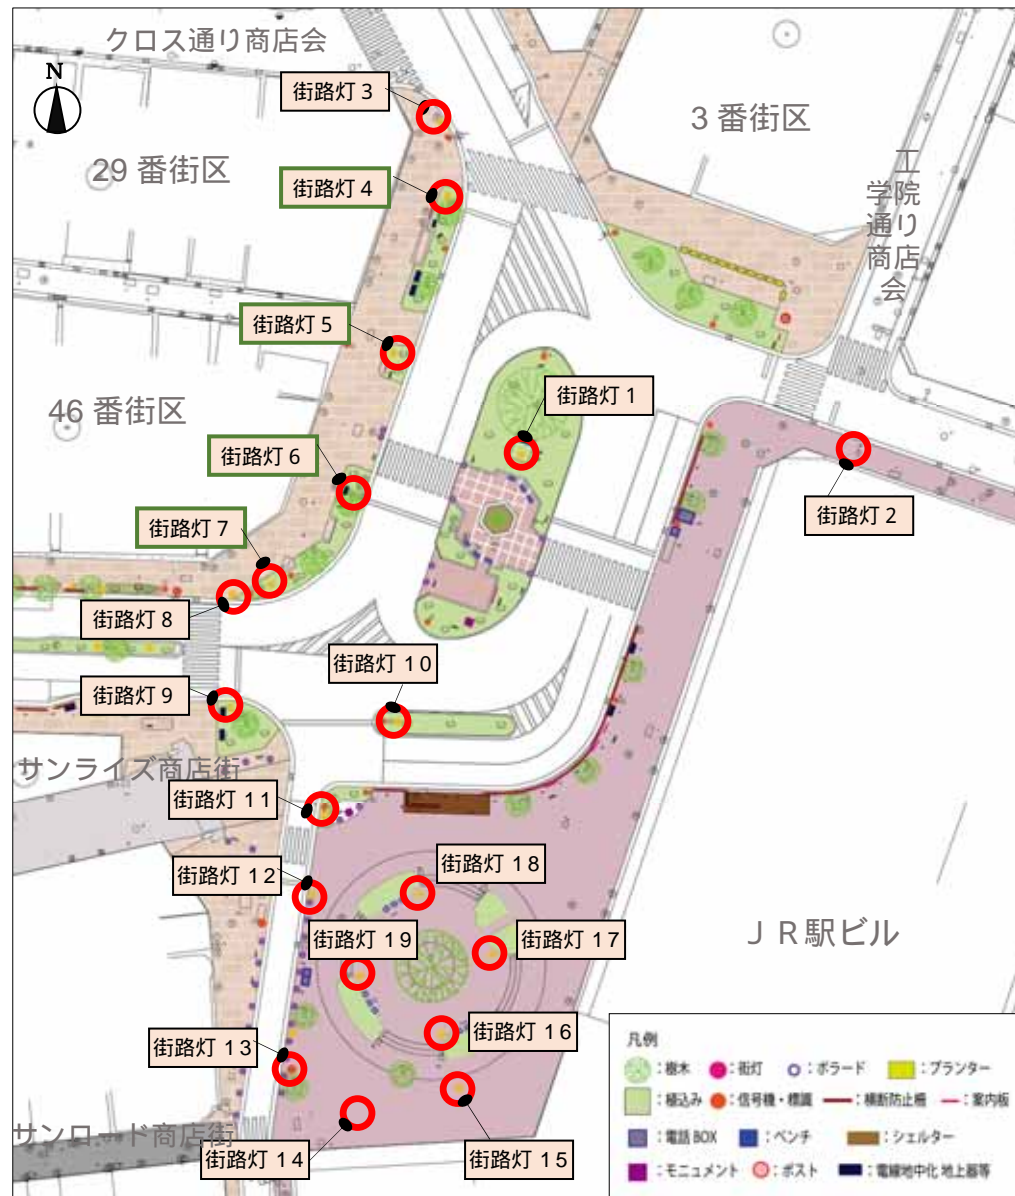 クロス通り商店会
N
街路灯 3
3 番街区
29 番街区
街路灯 4
工学院通り商店会
街路灯 5
46 番街区
街路灯 1
街路灯 6
街路灯 2
街路灯 7
街路灯 8
街路灯 10
街路灯 9
サンライズ商店街
街路灯 11
街路灯 18
街路灯 12
街路灯 19
街路灯 17
JR駅ビル
街路灯 16
街路灯 13
サンロード商店街
街路灯 14
街路灯 15
凡例
：樹木 ：街灯 ：ボラード ：プランター
：植込み ：信号機・標識 ：横断防止柵 ：案内板
：電話 BOX ：ベンチ ：シェルター
：モニュメント ：ポスト ：電線地中化 地上器等